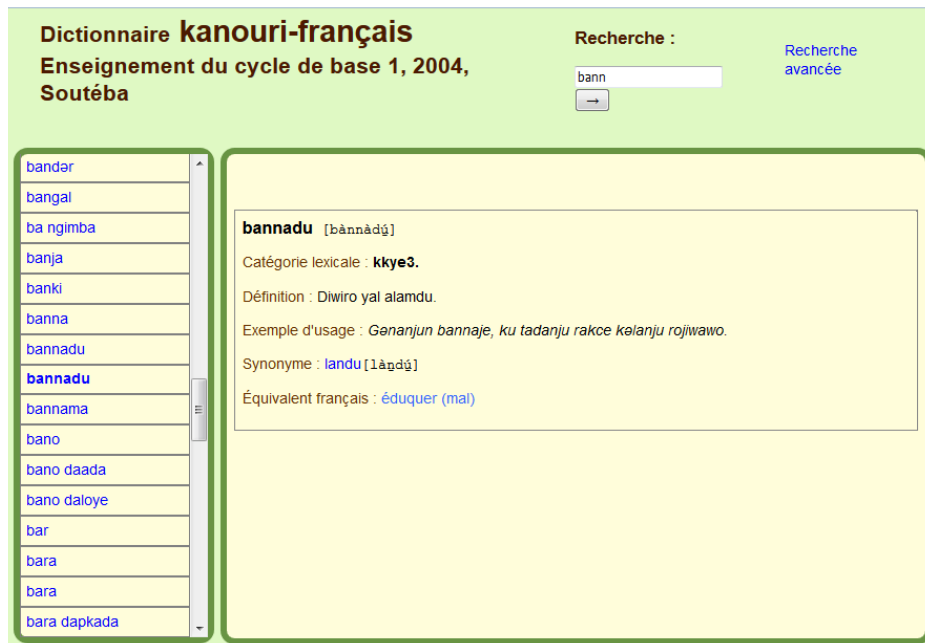 Dictionnaire kanouri-français
Enseignement du cycle de base 1, 2004,
Soutéba
Recherche :
bann
→
Recherche
avancée
bandər
bangal
ba ngimba
banja
banki
banna
bannadu
bannadu
bannama
bano
bano daada
bano daloye
bar
bara
bara
bara dapkada
bannadu [bànnàdú̱]
Catégorie lexicale : kkye3.
Définition : Diwiro yal alamdu.
Exemple d'usage : Gənanjun bannaje, ku tadanju rakce kəlanju rojiwawo.
Synonyme : landu [làṉdú̱]
Équivalent français : éduquer (mal)